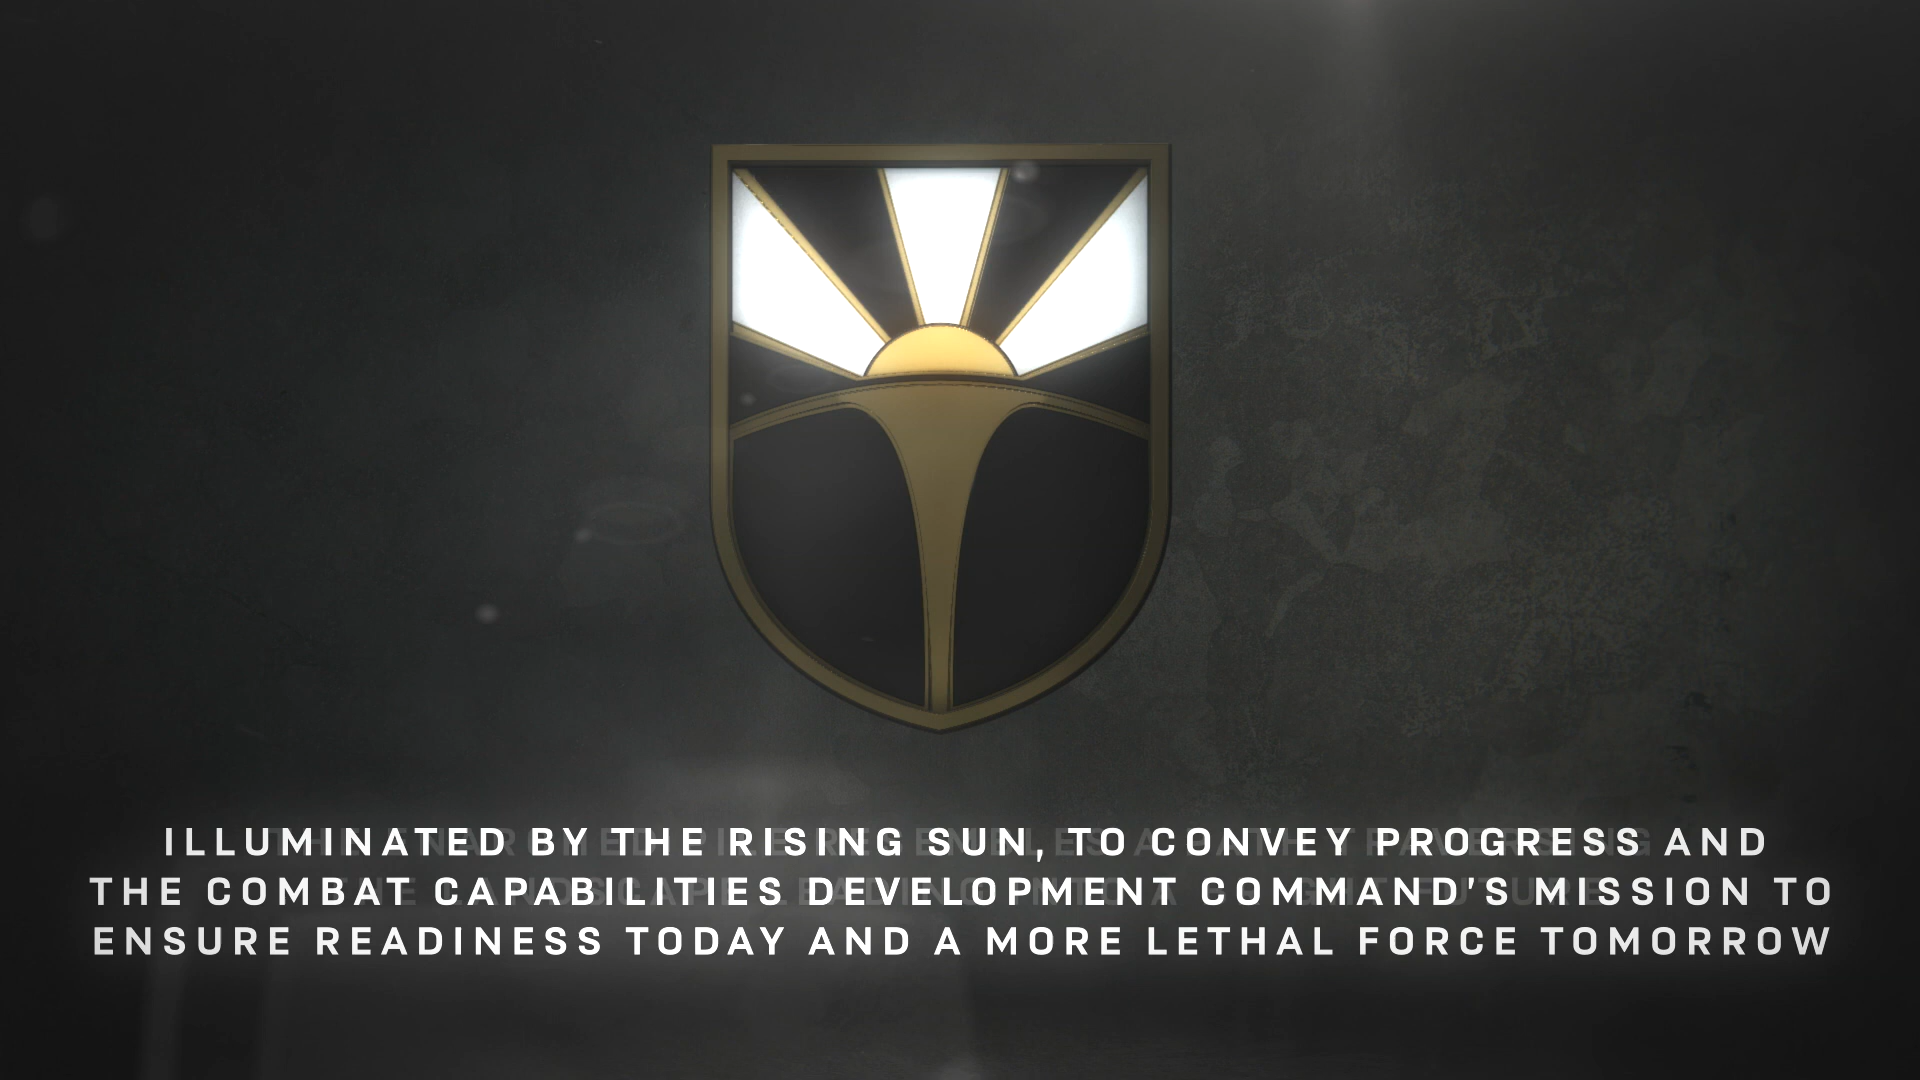 ILLUMINATED BY THE RISING SUN, TO CONVEY PROGRESS AND
THE COMBAT CAPABILITIES DEVELOPMENT COMMAND'S MISSION TO
ENSURE READINESS TODAY AND A MORE LETHAL FORCE TOMORROW